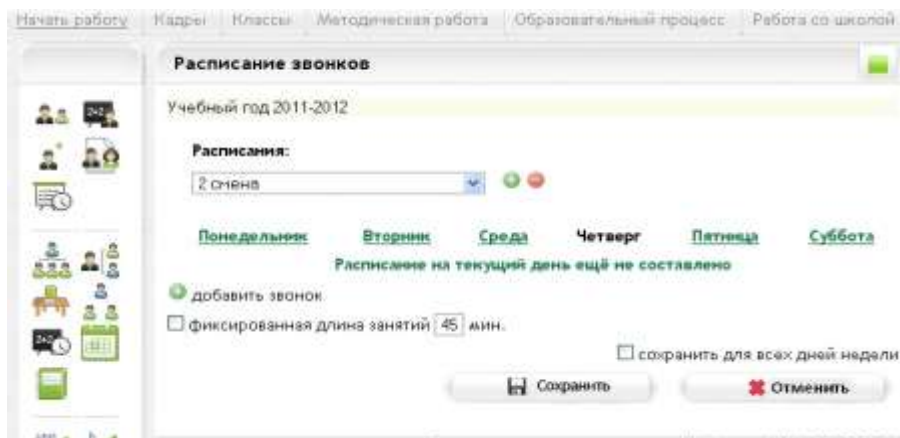 Начать работу Кадры Классы Методическая работа Образовательный процесс Работа со школой
Расписание звонков
Учебный год 2011-2012
Расписания:
2 смена
Понедельник Вторник Среда Четверг Пятница Суббота
Расписание на текущий день ещё не составлено
добавить звонок
фиксированная длина занятий 45 мин.
сохранить для всех дней недели
Сохранить Отменить